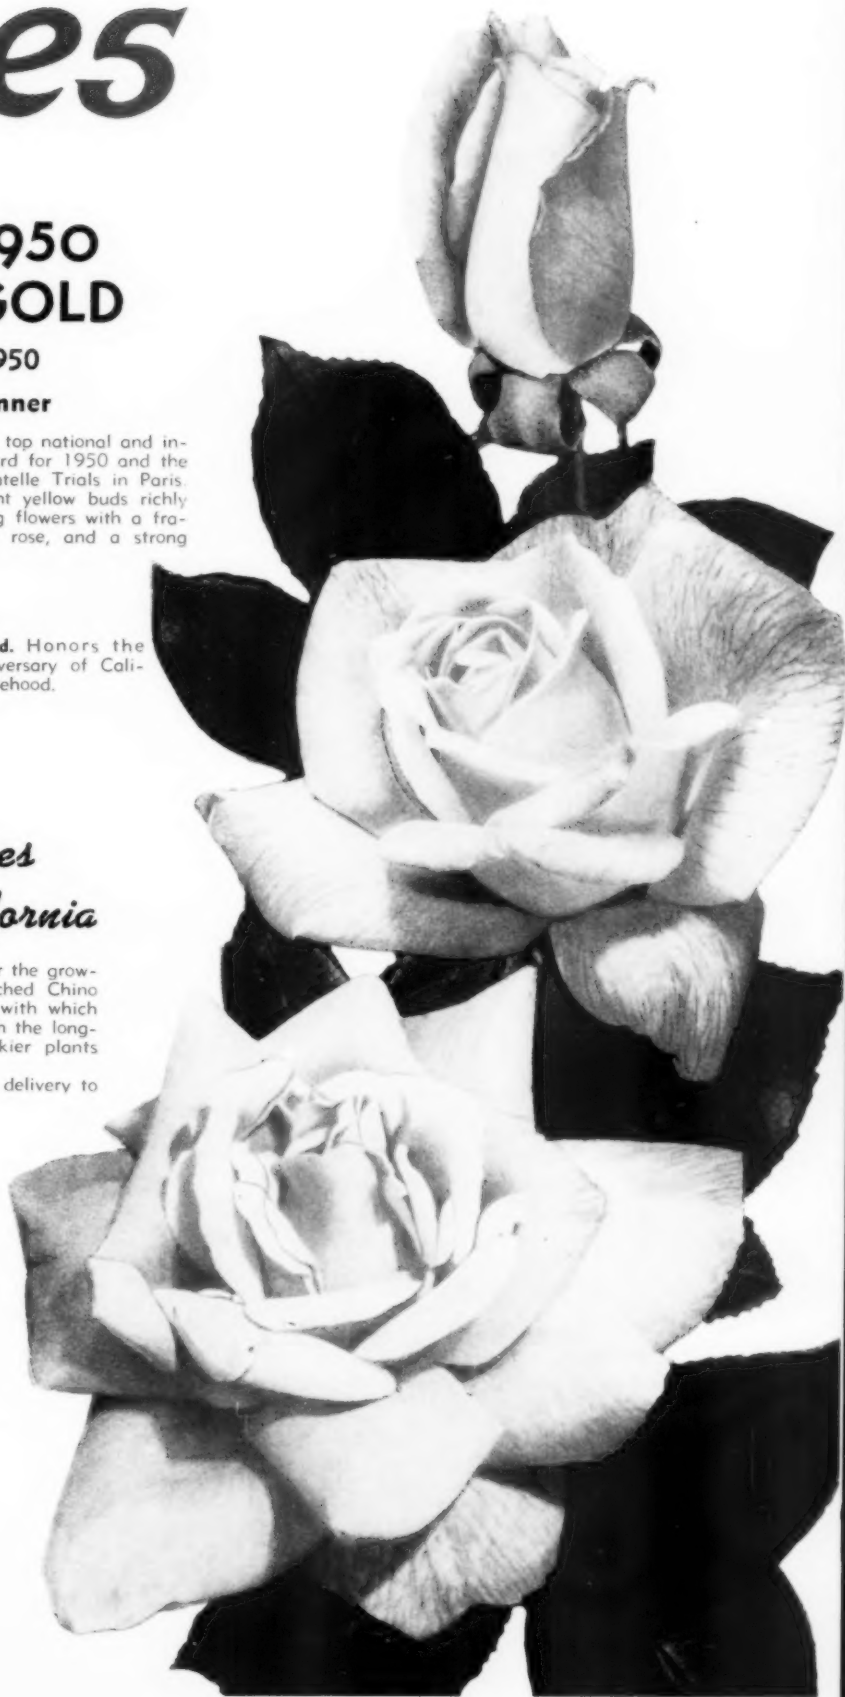 es
950
GOLD
950
nner
top national and in-
rd for 1950 and the
telle Trials in Paris.
nt yellow buds richly
g flowers with a fra-
rose, and a strong
d. Honors the
versary of Cali-
ehood.
es
ornia
r the grow-
ched Chino
with which
n the long-
kier plants
delivery to